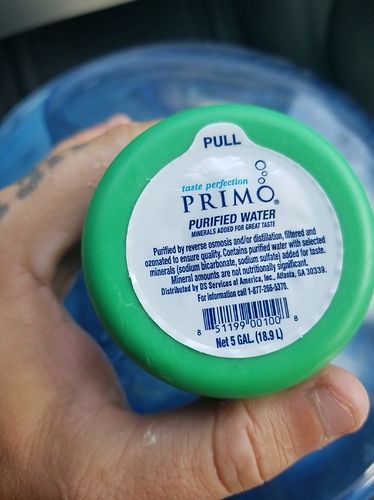 PULL
taste perfection
PRIMO®
PURIFIED WATER
MINERALS ADDED FOR GREAT TASTE
Purified by reverse osmosis and/or distillation, filtered and
ozonated to ensure quality. Contains purified water with selected
minerals (sodium bicarbonate, sodium sulfate) added for taste.
Mineral amounts are not nutritionally significant.
Distributed by DS Services of America, Inc., Atlanta, GA 30339.
For information call 1-877-266-5370.
8 51199 00100 8
Net 5 GAL. (18.9 L)